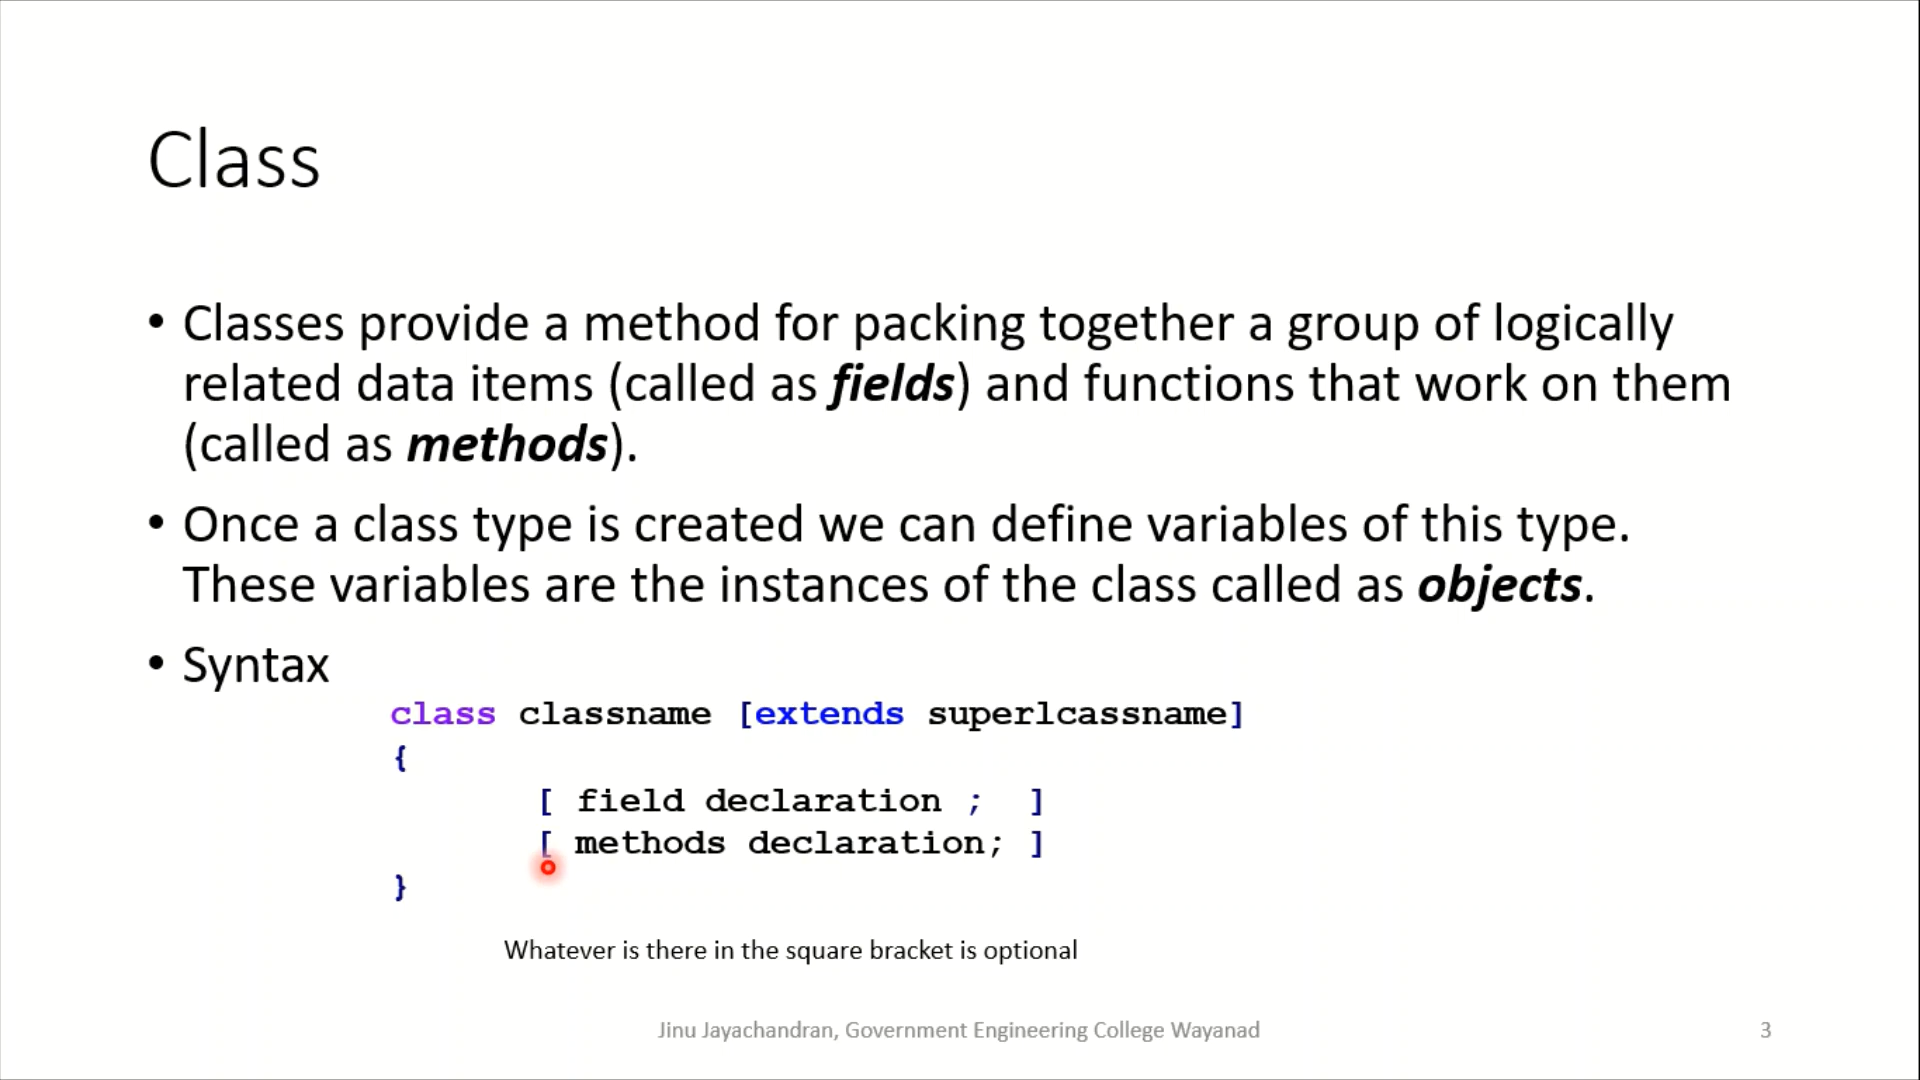 Class
• Classes provide a method for packing together a group of logically
related data items (called as fields) and functions that work on them
(called as methods).
• Once a class type is created we can define variables of this type.
These variables are the instances of the class called as objects.
• Syntax
class classname [extends superlcassname]
{
[ field declaration ; ]
[ methods declaration; ]
}
Whatever is there in the square bracket is optional
Jinu Jayachandran, Government Engineering College Wayanad
3